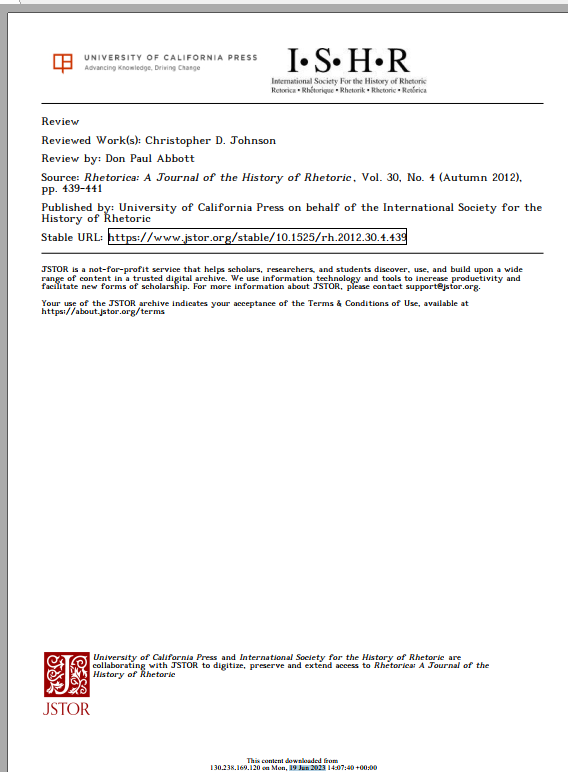 UNIVERSITY OF CALIFORNIA PRESS
Advancing Knowledge, Driving Change
I•S•H•R
International Society For the History of Rhetoric
Retorica • Rhétorique • Rhetorik • Rhetoric • Retórica
Review
Reviewed Work(s): Christopher D. Johnson
Review by: Don Paul Abbott
Source: Rhetorica: A Journal of the History of Rhetoric, Vol. 30, No. 4 (Autumn 2012),
pp. 439-441
Published by: University of California Press on behalf of the International Society for the
History of Rhetoric
Stable URL: https://www.jstor.org/stable/10.1525/rh.2012.30.4.439
JSTOR is a not-for-profit service that helps scholars, researchers, and students discover, use, and build upon a wide
range of content in a trusted digital archive. We use information technology and tools to increase productivity and
facilitate new forms of scholarship. For more information about JSTOR, please contact support@jstor.org.
Your use of the JSTOR archive indicates your acceptance of the Terms & Conditions of Use, available at
https://about.jstor.org/terms
University of California Press and International Society for the History of Rhetoric are
collaborating with JSTOR to digitize, preserve and extend access to Rhetorica: A Journal of the
History of Rhetoric
JSTOR
This content downloaded from
130.238.169.120 on Mon, 19 Jun 2023 14:07:40 +00:00